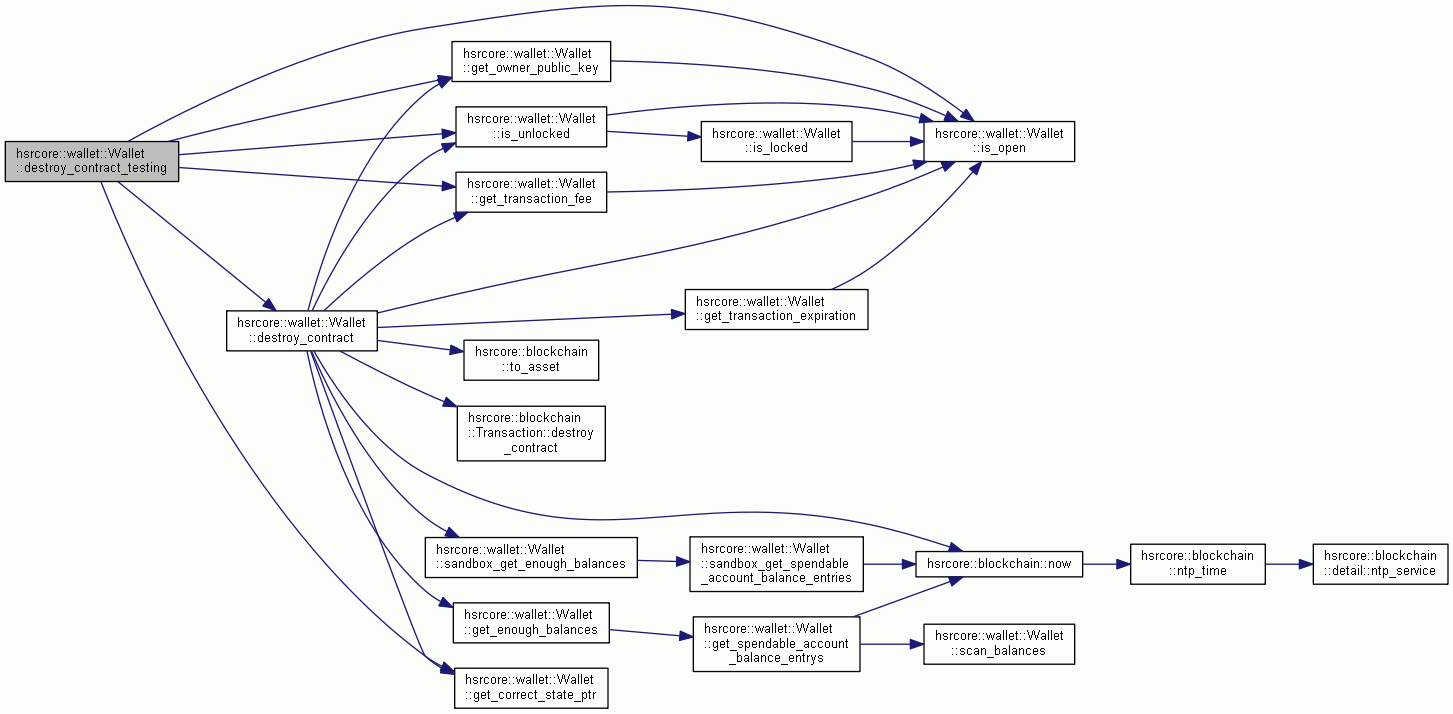 hsrcore::wallet::Wallet
::get_owner_public_key
hsrcore::wallet::Wallet
::is_unlocked
hsrcore::wallet::Wallet
::is_locked
hsrcore::wallet::Wallet
::is_open
hsrcore::wallet::Wallet
::destroy_contract_testing
hsrcore::wallet::Wallet
::get_transaction_fee
hsrcore::wallet::Wallet
::get_transaction_expiration
hsrcore::wallet::Wallet
::destroy_contract
hsrcore::blockchain
::to_asset
hsrcore::blockchain
::Transaction::destroy
_contract
hsrcore::wallet::Wallet
::sandbox_get_enough_balances
hsrcore::wallet::Wallet
::sandbox_get_spendable
_account_balance_entries
hsrcore::blockchain::now
hsrcore::blockchain
::ntp_time
hsrcore::blockchain
::detail::ntp_service
hsrcore::wallet::Wallet
::get_enough_balances
hsrcore::wallet::Wallet
::get_spendable_account
_balance_entrys
hsrcore::wallet::Wallet
::scan_balances
hsrcore::wallet::Wallet
::get_correct_state_ptr